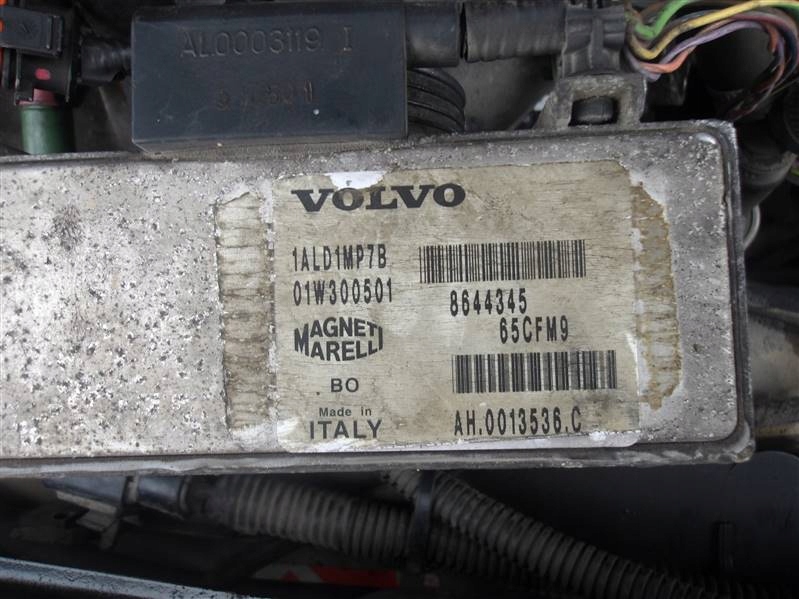 AL0003119 I
VOLVO
1ALD1MP7B
01W300501
8644345
65CFM9
MAGNETI
MARELLI
BO
Made in
ITALY
AH.0013536.C